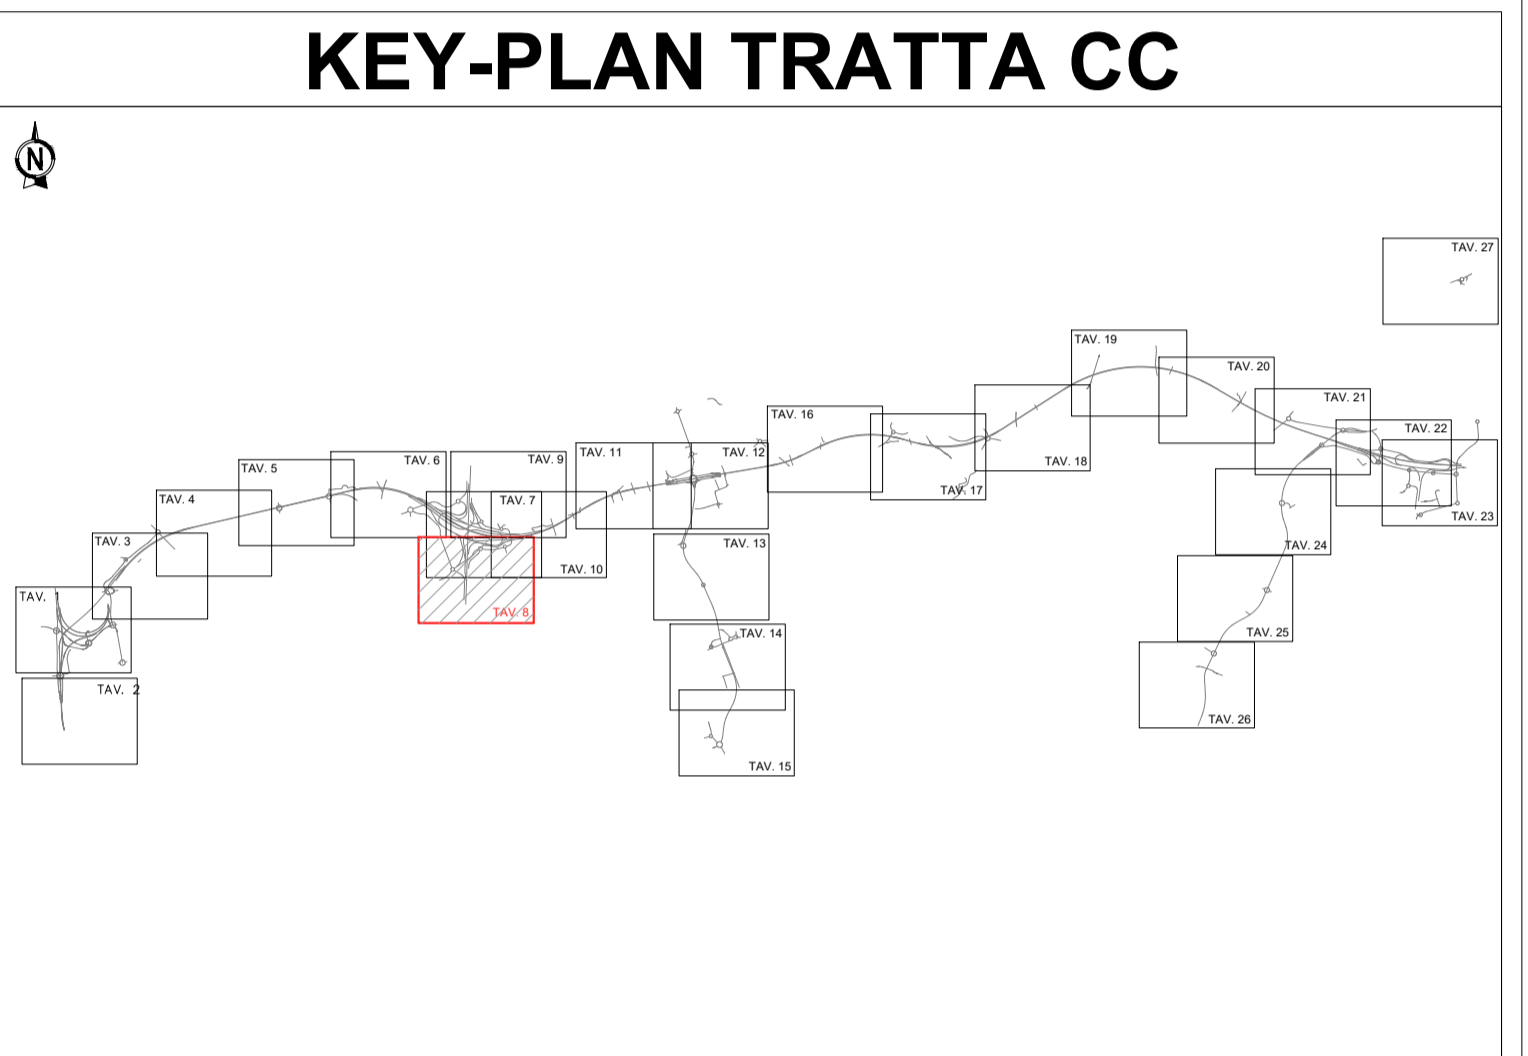 KEY-PLAN TRATTA CC
N
TAV. 27
TAV. 19
TAV. 20
TAV. 21
TAV. 16
TAV. 22
TAV. 11
TAV. 12
TAV. 6
TAV. 9
TAV. 18
TAV. 5
TAV. 17
TAV. 4
TAV. 7
TAV. 23
TAV. 3
TAV. 13
TAV. 24
TAV. 10
TAV. 1
TAV. 8
TAV. 14
TAV. 25
TAV. 2
TAV. 26
TAV. 15